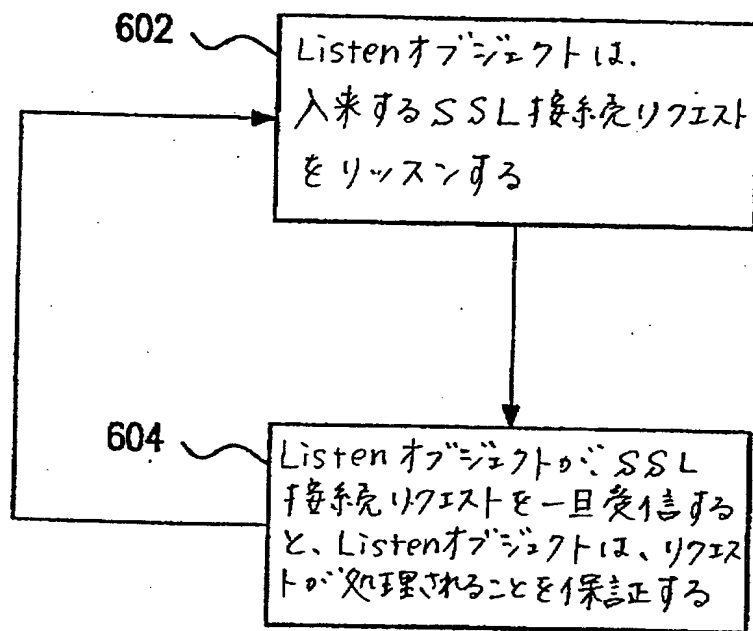 602
Listenオブジェクトは、
入来するSSL接続リクエスト
をリッスンする
604
Listenオブジェクトが、SSL
接続リクエストを一旦受信する
と、Listenオブジェクトは、リクエス
トが処理されることを保証する